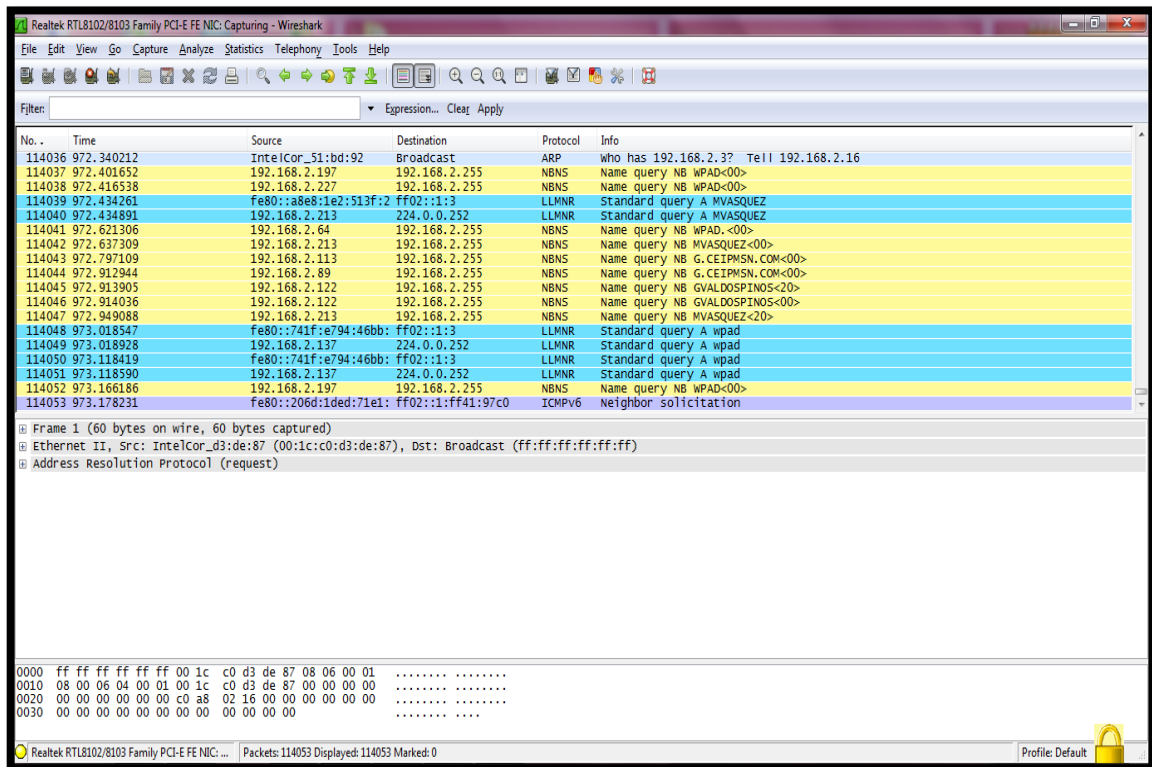 Realtek RTL8102/8103 Family PCI-E FE NIC: Capturing - Wireshark
File Edit View Go Capture Analyze Statistics Telephony Tools Help
Filter: Expression... Clear Apply
No. . Time Source Destination Protocol Info
114036 972.340212 IntelCor_51:bd:92 Broadcast ARP Who has 192.168.2.3? Tell 192.168.2.16
114037 972.401652 192.168.2.197 192.168.2.255 NBNS Name query NB WPAD<00>
114038 972.416538 192.168.2.227 192.168.2.255 NBNS Name query NB WPAD<00>
114039 972.434261 fe80::a8e8:1e2:513f:2 ff02::1:3 LLMNR Standard query A MVASQUEZ
114040 972.434891 192.168.2.213 224.0.0.252 LLMNR Standard query A MVASQUEZ
114041 972.621306 192.168.2.64 192.168.2.255 NBNS Name query NB WPAD.<00>
114042 972.637309 192.168.2.213 192.168.2.255 NBNS Name query NB MVASQUEZ<00>
114043 972.797109 192.168.2.113 192.168.2.255 NBNS Name query NB G.CEIPMSN.COM<00>
114044 972.912944 192.168.2.89 192.168.2.255 NBNS Name query NB G.CEIPMSN.COM<00>
114045 972.913905 192.168.2.122 192.168.2.255 NBNS Name query NB GVALDOSPINOS<20>
114046 972.914036 192.168.2.122 192.168.2.255 NBNS Name query NB GVALDOSPINOS<00>
114047 972.949088 192.168.2.213 192.168.2.255 NBNS Name query NB MVASQUEZ<20>
114048 973.018547 fe80::741f:e794:46bb: ff02::1:3 LLMNR Standard query A wpad
114049 973.018928 192.168.2.137 224.0.0.252 LLMNR Standard query A wpad
114050 973.118419 fe80::741f:e794:46bb: ff02::1:3 LLMNR Standard query A wpad
114051 973.118590 192.168.2.137 224.0.0.252 LLMNR Standard query A wpad
114052 973.166186 192.168.2.197 192.168.2.255 NBNS Name query NB WPAD<00>
114053 973.178231 fe80::206d:1ded:71e1: ff02::1:ff41:97c0 ICMPv6 Neighbor solicitation
Frame 1 (60 bytes on wire, 60 bytes captured)
Ethernet II, Src: IntelCor_d3:de:87 (00:1c:c0:d3:de:87), Dst: Broadcast (ff:ff:ff:ff:ff:ff)
Address Resolution Protocol (request)
0000 ff ff ff ff ff ff 00 1c c0 d3 de 87 08 06 00 01 ........ ........
0010 08 00 06 04 00 01 00 1c c0 d3 de 87 00 00 00 00 ........ ........
0020 00 00 00 00 00 00 c0 a8 02 16 00 00 00 00 00 00 ........ ........
0030 00 00 00 00 00 00 00 00 00 00 00 00 ........ ....
Realtek RTL8102/8103 Family PCI-E FE NIC: ... Packets: 114053 Displayed: 114053 Marked: 0 Profile: Default